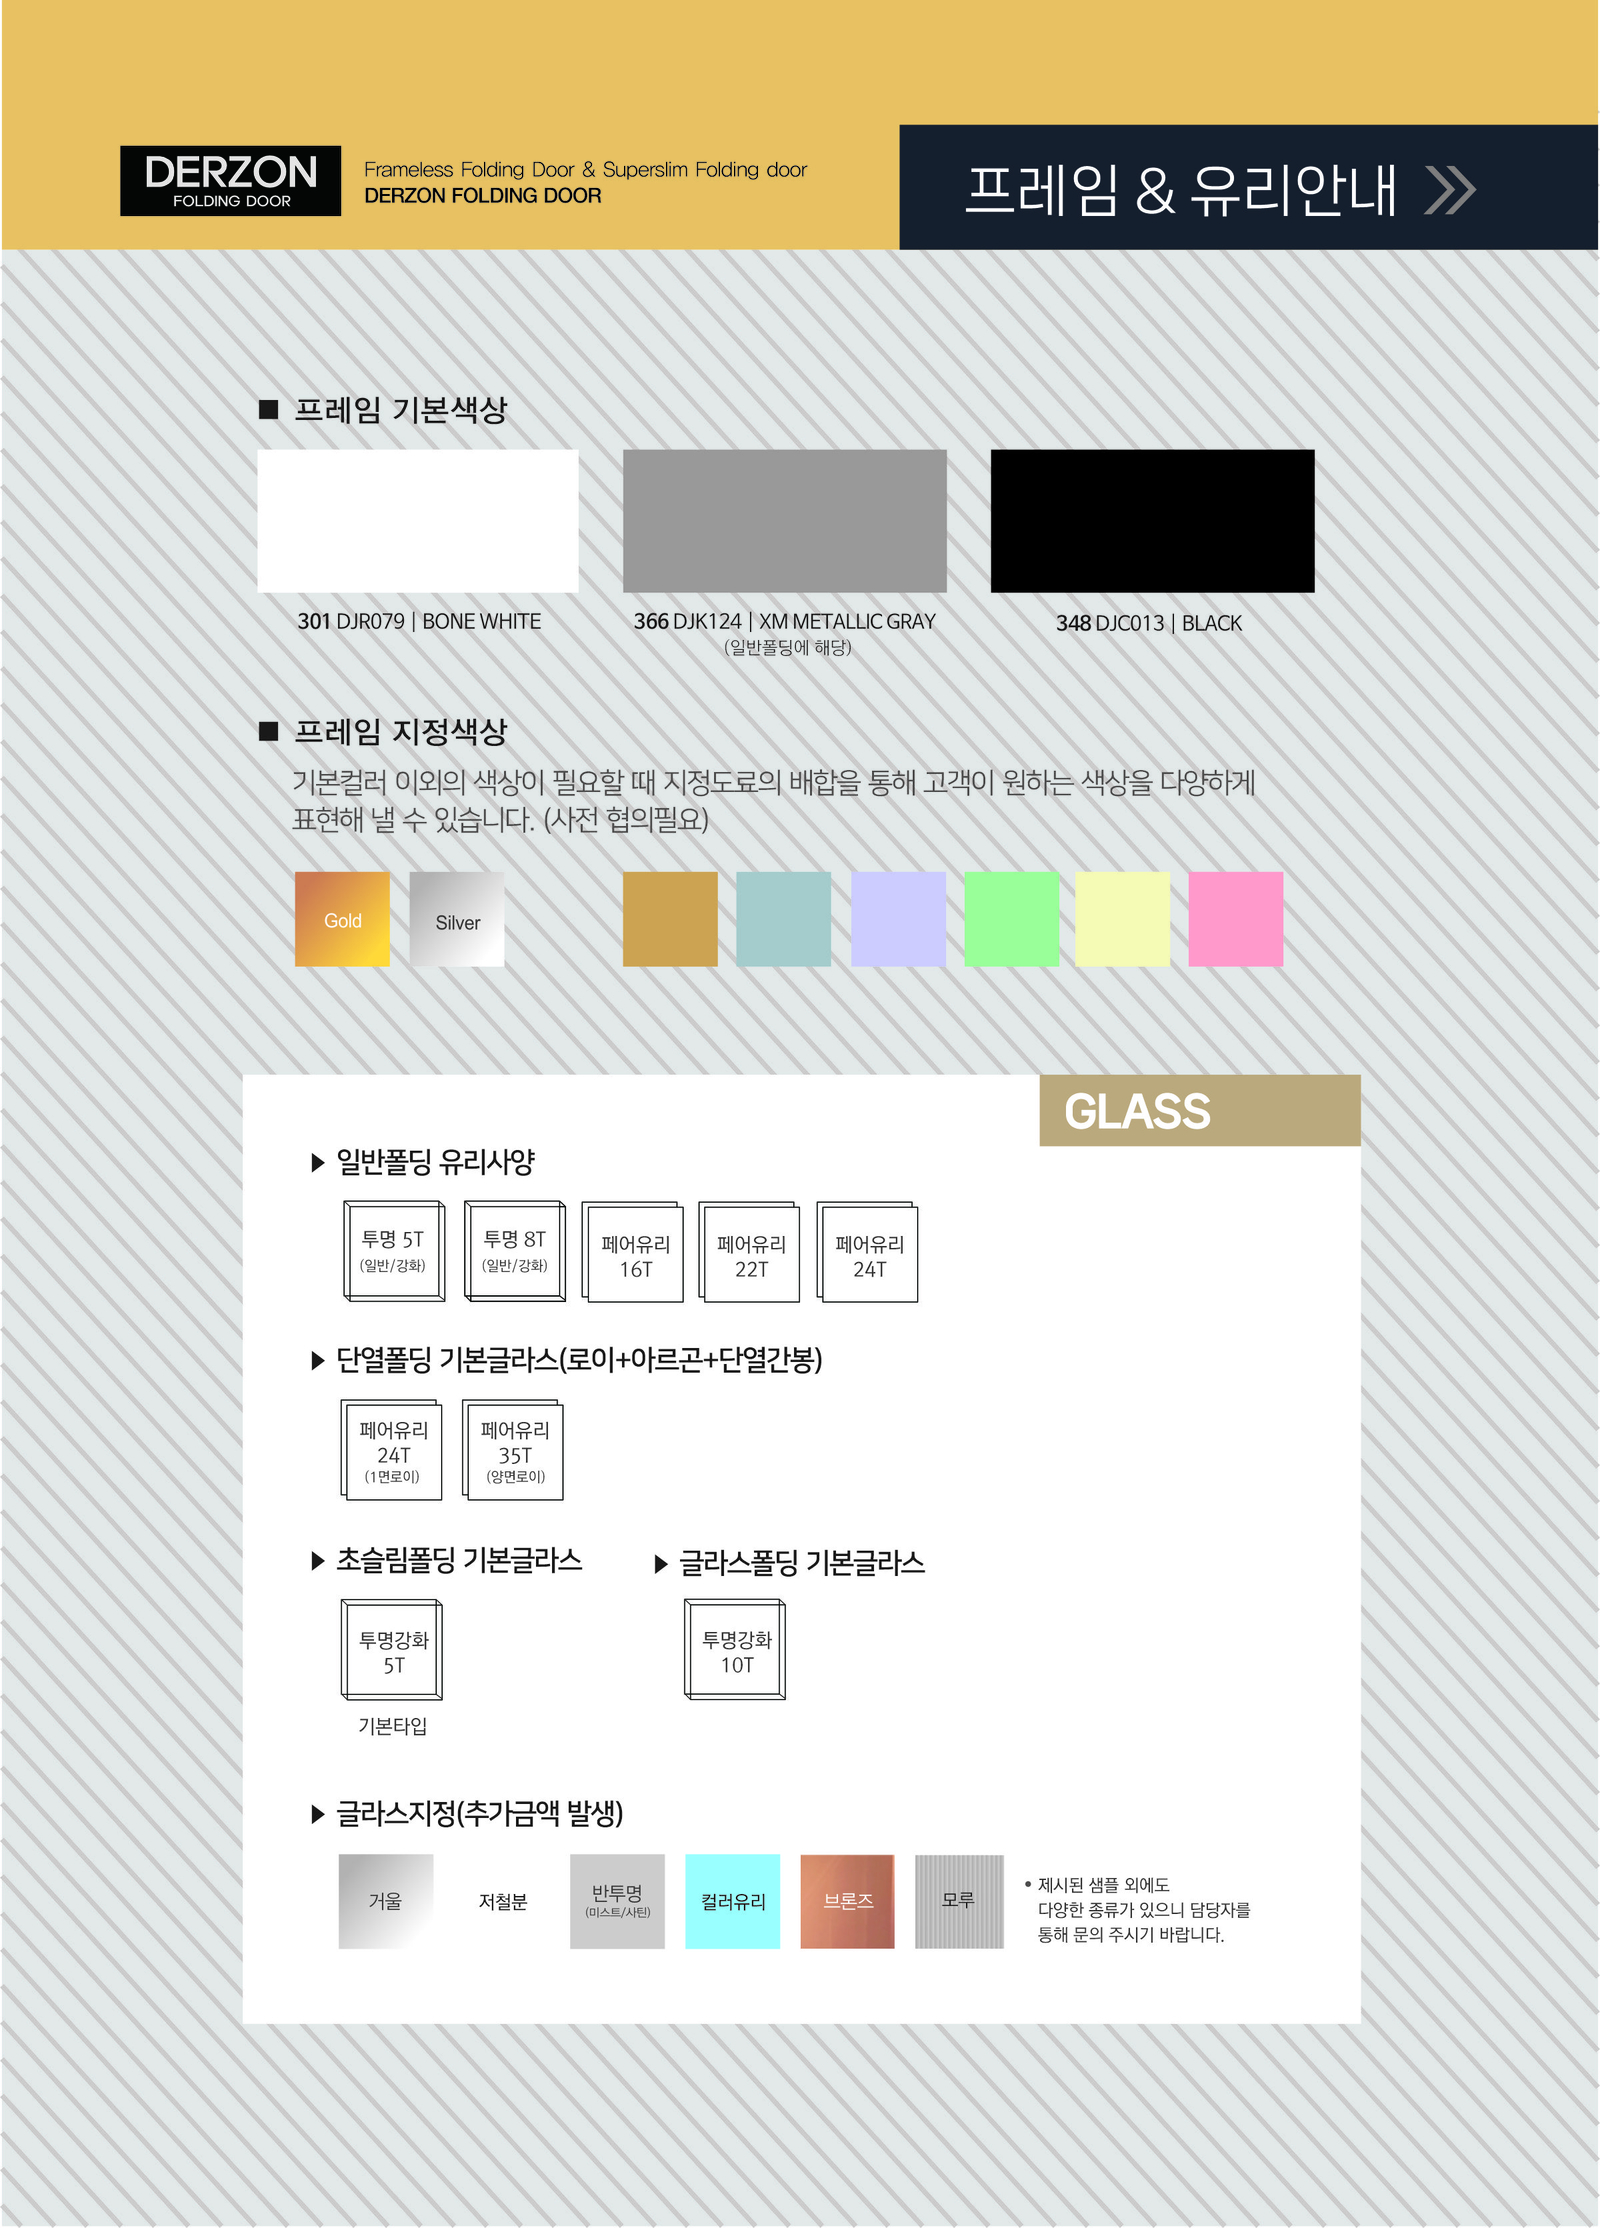 DERZON
FOLDING DOOR
Frameless Folding Door & Superslim Folding door
DERZON FOLDING DOOR
프레임 & 유리안내
■ 프레임 기본색상
301 DJR079 | BONE WHITE
366 DJK124 | XM METALLIC GRAY
(일반폴딩에 해당)
348 DJC013 | BLACK
■ 프레임 지정색상
기본컬러 이외의 색상이 필요할 때 지정도료의 배합을 통해 고객이 원하는 색상을 다양하게
표현해 낼 수 있습니다. (사전 협의필요)
Gold
Silver
GLASS
▶ 일반폴딩 유리사양
투명 5T
(일반/강화)
투명 8T
(일반/강화)
페어유리
16T
페어유리
22T
페어유리
24T
▶ 단열폴딩 기본글라스(로이+아르곤+단열간봉)
페어유리
24T
(1면로이)
페어유리
35T
(양면로이)
▶ 초슬림폴딩 기본글라스
투명강화
5T
기본타입
▶ 글라스폴딩 기본글라스
투명강화
10T
▶ 글라스지정(추가금액 발생)
거울
저철분
반투명
(미스트/사틴)
컬러유리
브론즈
모루
• 제시된 샘플 외에도
다양한 종류가 있으니 담당자를
통해 문의 주시기 바랍니다.